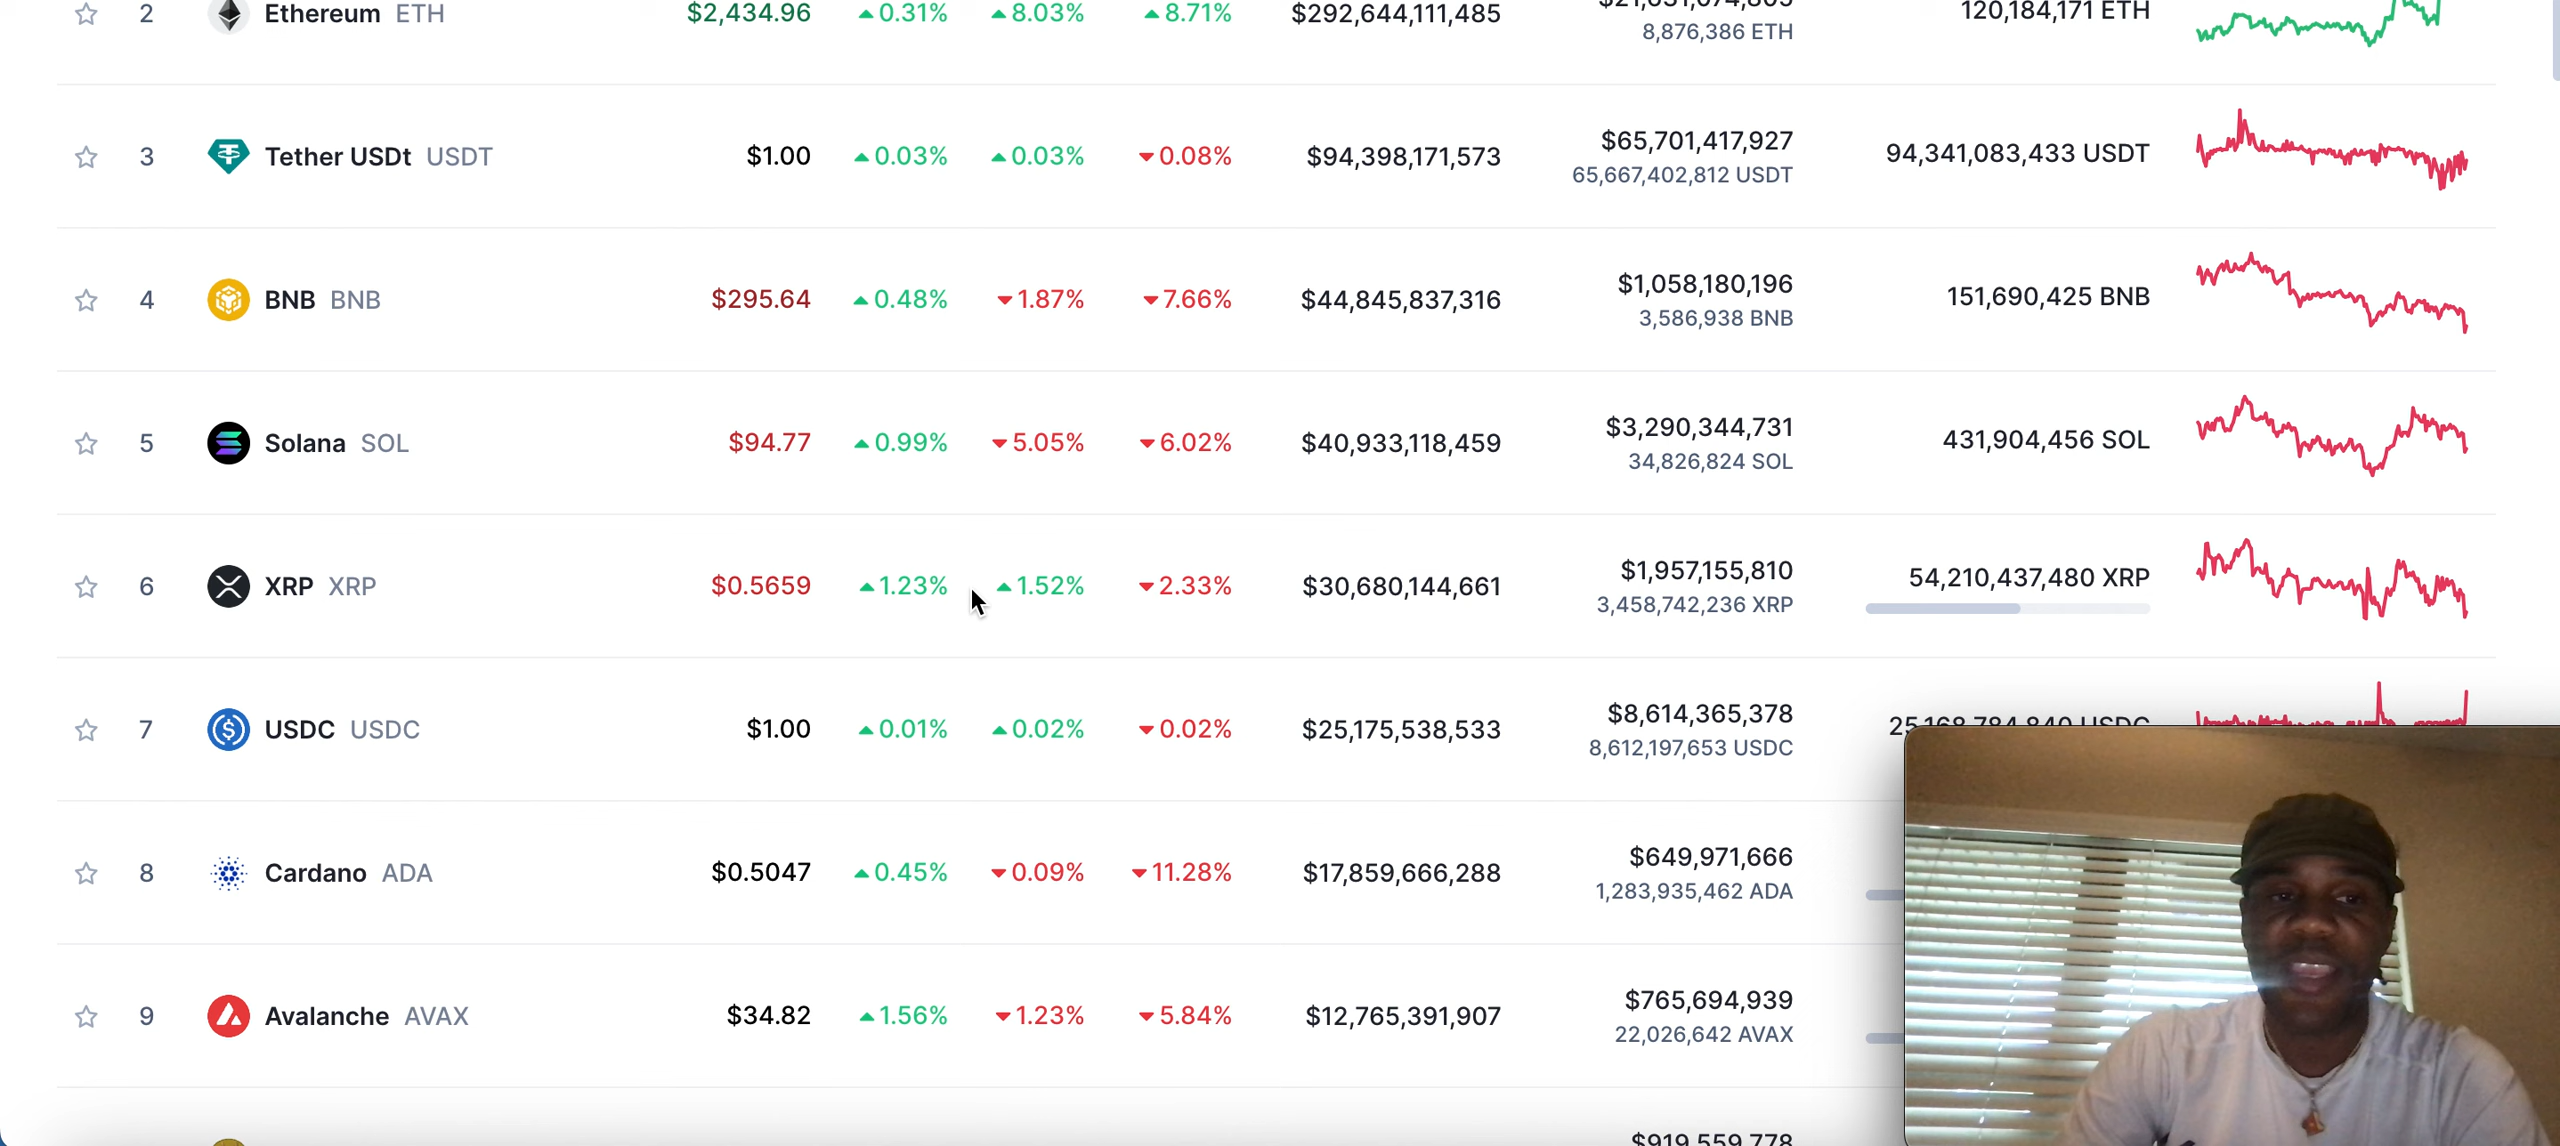 2 Ethereum ETH $2,434.96 0.31% 8.03% 8.71% $292,644,111,485 120,184,171 ETH
8,876,386 ETH
3 Tether USDt USDT $1.00 0.03% 0.03% 0.08% $94,398,171,573 $65,701,417,927 94,341,083,433 USDT
65,667,402,812 USDT
4 BNB BNB $295.64 0.48% 1.87% 7.66% $44,845,837,316 $1,058,180,196 151,690,425 BNB
3,586,938 BNB
5 Solana SOL $94.77 0.99% 5.05% 6.02% $40,933,118,459 $3,290,344,731 431,904,456 SOL
34,826,824 SOL
6 XRP XRP $0.5659 1.23% 1.52% 2.33% $30,680,144,661 $1,957,155,810 54,210,437,480 XRP
3,458,742,236 XRP
7 USDC USDC $1.00 0.01% 0.02% 0.02% $25,175,538,533 $8,614,365,378 25,168,784,840 USDC
8,612,197,653 USDC
8 Cardano ADA $0.5047 0.45% 0.09% 11.28% $17,859,666,288 $649,971,666
1,283,935,462 ADA
9 Avalanche AVAX $34.82 1.56% 1.23% 5.84% $12,765,391,907 $765,694,939
22,026,642 AVAX
$919,559,778